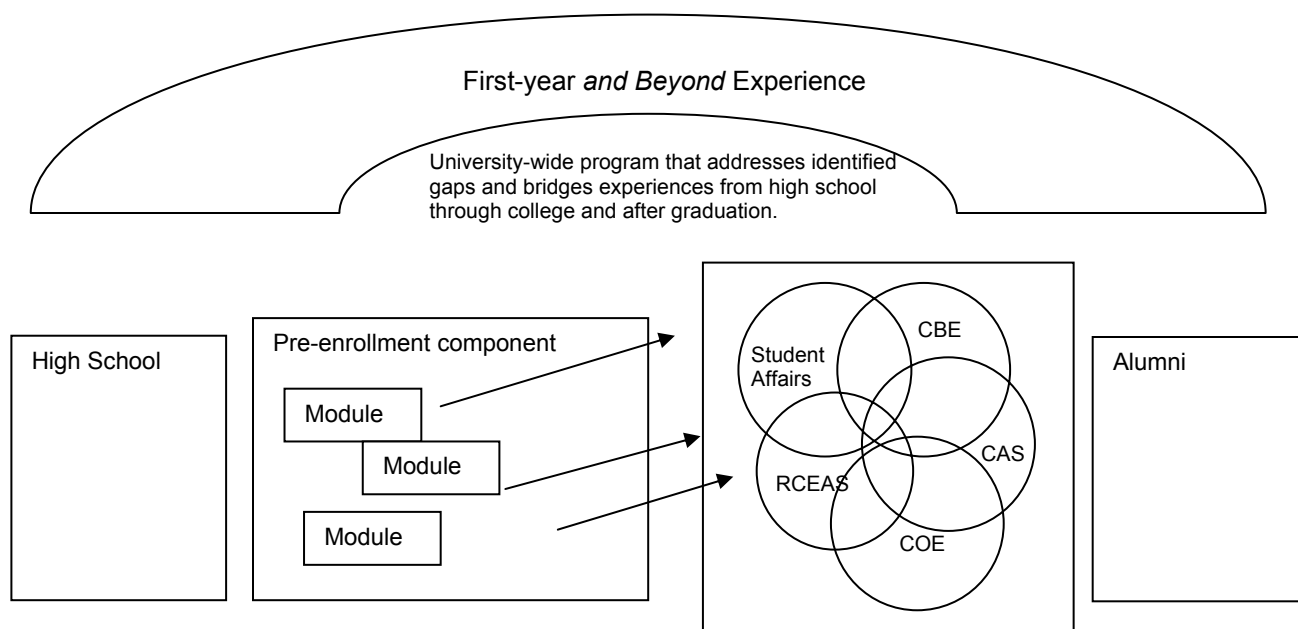 First-year and Beyond Experience
University-wide program that addresses identified
gaps and bridges experiences from high school
through college and after graduation.
High School
Pre-enrollment component
Module
Module
Module
Student
Affairs
CBE
CAS
RCEAS
COE
Alumni